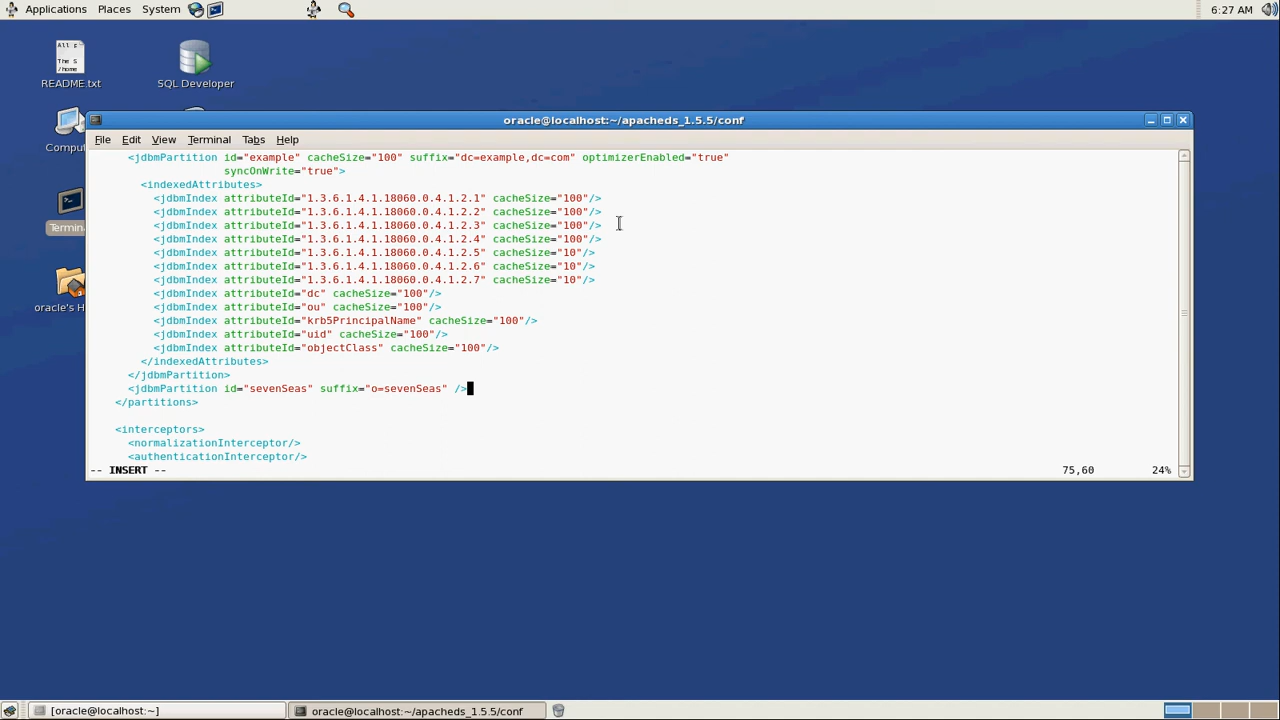 Applications Places System
6:27 AM
All
The S
/home
README.txt
SQL Developer
Comput
Termin
oracle's H
oracle@localhost:~/apacheds_1.5.5/conf
File Edit View Terminal Tabs Help
<jdbmPartition id="example" cacheSize="100" suffix="dc=example,dc=com" optimizerEnabled="true"
syncOnWrite="true">
<indexedAttributes>
<jdbmIndex attributeId="1.3.6.1.4.1.18060.0.4.1.2.1" cacheSize="100"/>
<jdbmIndex attributeId="1.3.6.1.4.1.18060.0.4.1.2.2" cacheSize="100"/>
<jdbmIndex attributeId="1.3.6.1.4.1.18060.0.4.1.2.3" cacheSize="100"/>
<jdbmIndex attributeId="1.3.6.1.4.1.18060.0.4.1.2.4" cacheSize="100"/>
<jdbmIndex attributeId="1.3.6.1.4.1.18060.0.4.1.2.5" cacheSize="10"/>
<jdbmIndex attributeId="1.3.6.1.4.1.18060.0.4.1.2.6" cacheSize="10"/>
<jdbmIndex attributeId="1.3.6.1.4.1.18060.0.4.1.2.7" cacheSize="10"/>
<jdbmIndex attributeId="dc" cacheSize="100"/>
<jdbmIndex attributeId="ou" cacheSize="100"/>
<jdbmIndex attributeId="krb5PrincipalName" cacheSize="100"/>
<jdbmIndex attributeId="uid" cacheSize="100"/>
<jdbmIndex attributeId="objectClass" cacheSize="100"/>
</indexedAttributes>
</jdbmPartition>
<jdbmPartition id="sevenSeas" suffix="o=sevenSeas" />
</partitions>
<interceptors>
<normalizationInterceptor/>
<authenticationInterceptor/>
-- INSERT -- 75,60 24%
[oracle@localhost:~]
oracle@localhost:~/apacheds_1.5.5/conf